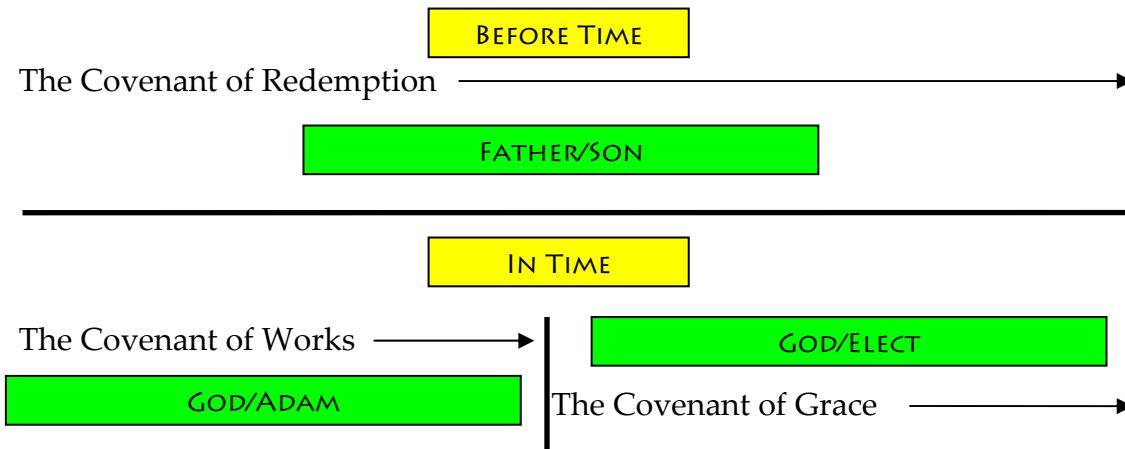 BEFORE TIME
The Covenant of Redemption
FATHER/SON
IN TIME
The Covenant of Works
GOD/ADAM
GOD/ELECT
The Covenant of Grace